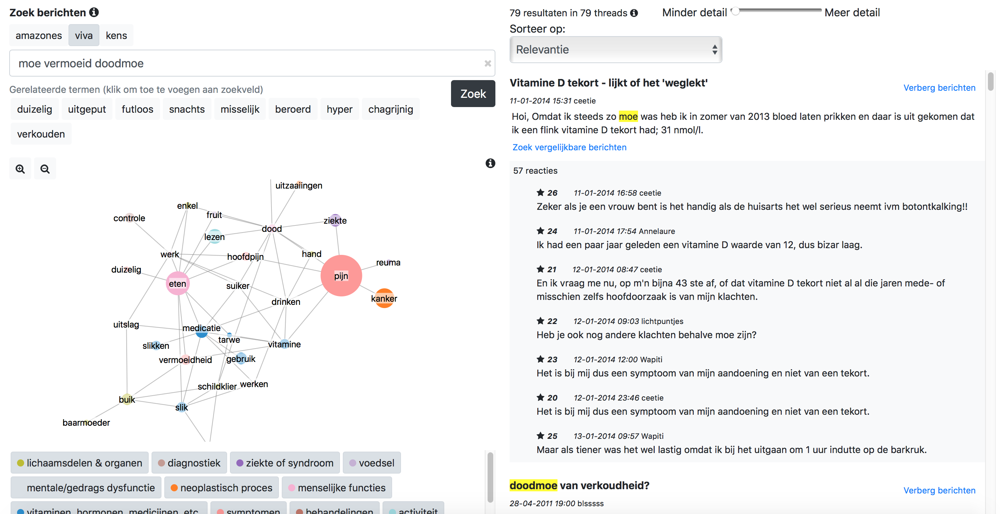 Zoek berichten
amazones viva kens
moe vermoeid doodmoe
Gerelateerde termen (klik om toe te voegen aan zoekveld)
Zoek
duizelig uitgeput futloos snachts misselijk beroerd hyper chagrijnig
verkouden
uitzaaiingen
enkel
fruit
controle
ziekte
dood
lezen
werk
hoofdpijn
hand
reuma
duizelig
pijn
eten
suiker
kanker
drinken
uitslag
medicatie
tarwe
slikken
vitamine
vermoeidheid
gebruik
schildklier
werken
buik
slik
baarmoeder
lichaamsdelen & organen diagnostiek ziekte of syndroom voedsel
mentale/gedrags dysfunctie neoplastisch proces menselijke functies
vitaminen, hormonen, medicijnen, etc. symptomen behandelingen activiteit
79 resultaten in 79 threads
Minder detail Meer detail
Sorteer op:
Relevantie
Vitamine D tekort - lijkt of het 'weglekt'
Verberg berichten
11-01-2014 15:31 ceetie
Hoi, Omdat ik steeds zo moe was heb ik in zomer van 2013 bloed laten prikken en daar is uit gekomen dat
ik een flink vitamine D tekort had; 31 nmol/l.
Zoek vergelijkbare berichten
57 reacties
★ 26 11-01-2014 16:58 ceetie
Zeker als je een vrouw bent is het handig als de huisarts het wel serieus neemt ivm botontkalking!!
★ 24 11-01-2014 17:54 Annelaure
Ik had een paar jaar geleden een vitamine D waarde van 12, dus bizar laag.
★ 21 12-01-2014 08:47 ceetie
En ik vraag me nu, op m'n bijna 43 ste af, of dat vitamine D tekort niet al al die jaren mede- of
misschien zelfs hoofdoorzaak is van mijn klachten.
★ 22 12-01-2014 09:03 lichtpuntjes
Heb je ook nog andere klachten behalve moe zijn?
★ 23 12-01-2014 12:00 Wapiti
Het is bij mij dus een symptoom van mijn aandoening en niet van een tekort.
★ 20 12-01-2014 23:46 ceetie
Het is bij mij dus een symptoom van mijn aandoening en niet van een tekort.
★ 25 13-01-2014 09:57 Wapiti
Maar als tiener was het wel lastig omdat ik bij het uitgaan om 1 uur indutte op de barkruk.
doodmoe van verkoudheid?
Verberg berichten
28-04-2011 19:00 blsssss